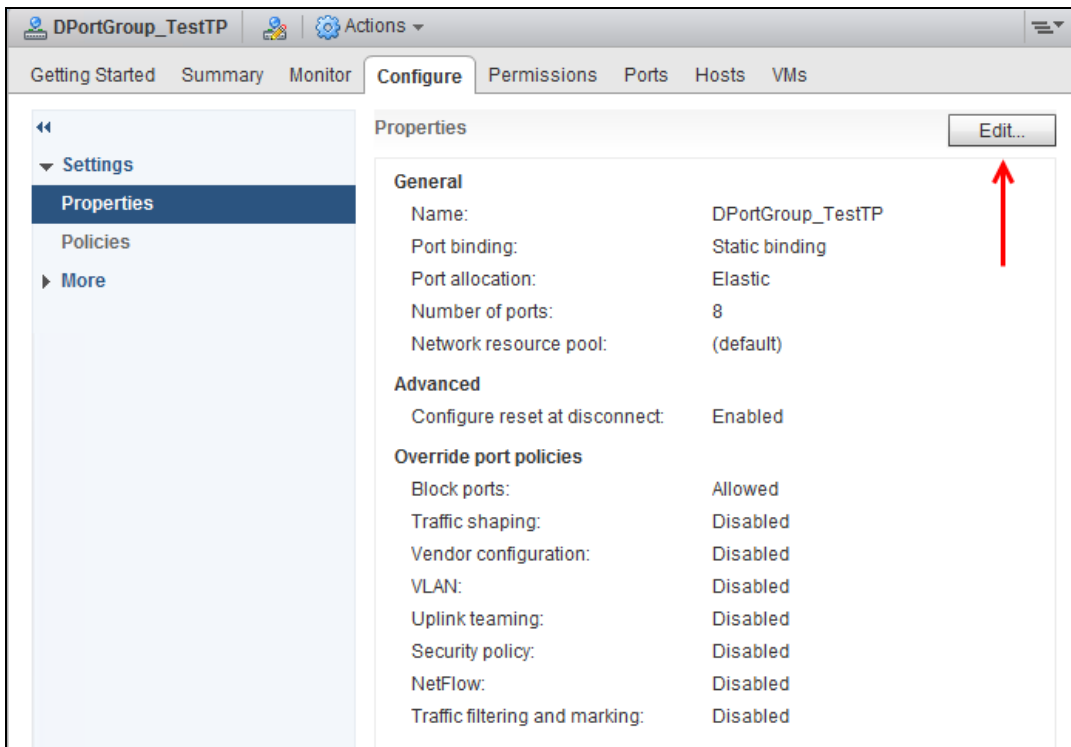 DPortGroup_TestTP Actions
Getting Started Summary Monitor Configure Permissions Ports Hosts VMs
Settings
Properties
Policies
More
Properties Edit...
General
Name: DPortGroup_TestTP
Port binding: Static binding
Port allocation: Elastic
Number of ports: 8
Network resource pool: (default)
Advanced
Configure reset at disconnect: Enabled
Override port policies
Block ports: Allowed
Traffic shaping: Disabled
Vendor configuration: Disabled
VLAN: Disabled
Uplink teaming: Disabled
Security policy: Disabled
NetFlow: Disabled
Traffic filtering and marking: Disabled